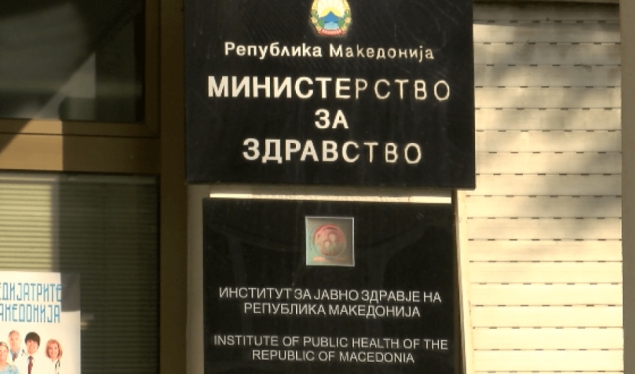 Република Македонија
МИНИСТЕРСТВО
ЗА
ЗДРАВСТВО
ИНСТИТУТ ЗА ЈАВНО ЗДРАВЈЕ НА
РЕПУБЛИКА МАКЕДОНИЈА
INSTITUTE OF PUBLIC HEALTH OF THE
REPUBLIC OF MACEDONIA